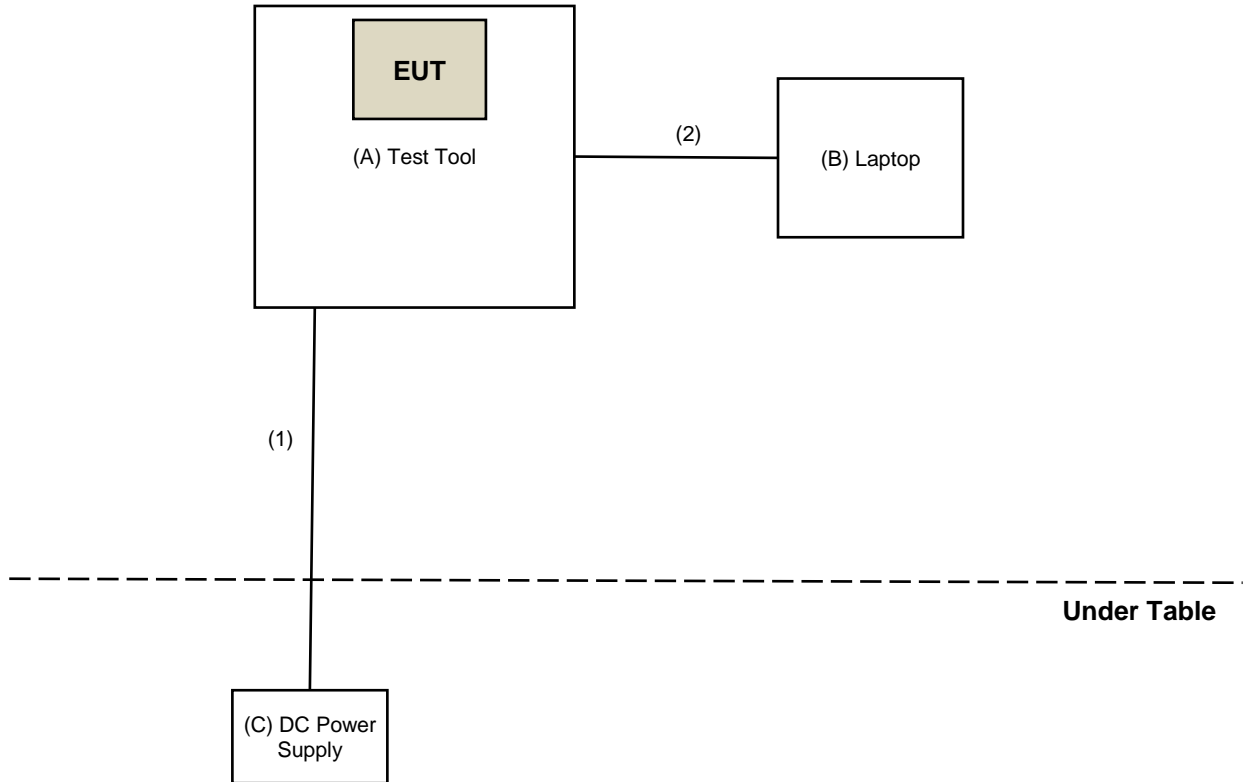 EUT
(A) Test Tool
(2)
(B) Laptop
(1)
Under Table
(C) DC Power
Supply